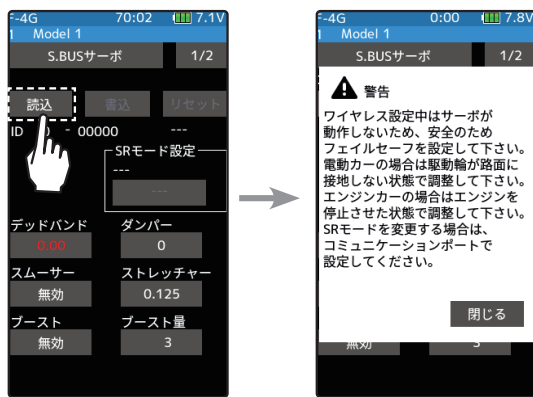 F-4G 70:02 7.1V
1 Model 1
S.BUSサーボ 1/2
読込 書込 リセット
ID - 00000 ---
SRモード設定
---
---
デッドバンド ダンパー
0.00 0
スムーサー ストレッチャー
無効 0.125
ブースト ブースト量
無効 3
F-4G 0:00 7.8V
1 Model 1
S.BUSサーボ 1/2
警告
ワイヤレス設定中はサーボが
動作しないため、安全のため
フェイルセーフを設定して下さい。
電動カーの場合は駆動輪が路面に
接地しない状態で調整して下さい。
エンジンカーの場合はエンジンを
停止させた状態で調整して下さい。
SRモードを変更する場合は、
コミュニケーションポートで
設定してください。
閉じる
無効 3